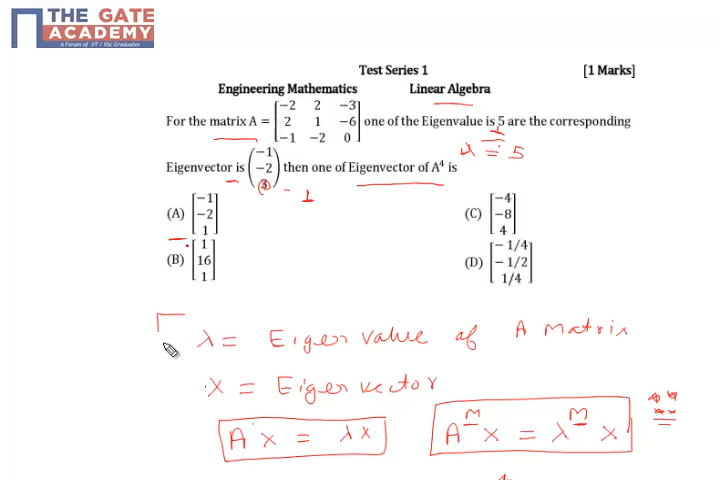 THE GATE
ACADEMY
A Forum of IIT / IISc Graduates
Test Series 1 [1 Marks]
Engineering Mathematics Linear Algebra
For the matrix A = [−2 2 −3; 2 1 −6; −1 −2 0] one of the Eigenvalue is 5 are the corresponding
λ = 5
Eigenvector is (−1 −2 ) then one of Eigenvector of A⁴ is
1
(A) [−1 −2 1] (C) [−4 −8 4]
(B) [1 16 1] (D) [−1/4 −1/2 1/4]
λ = Eigen value of A matrix
X = Eigen vector
A X = λX A^M X = λ^M X